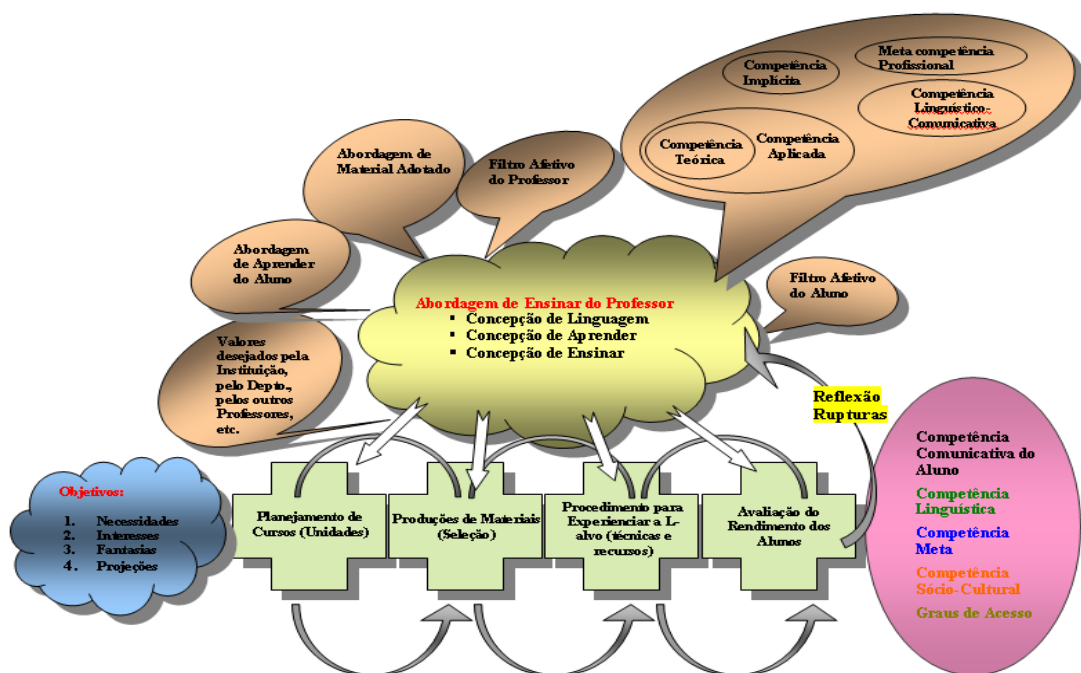 Competência
Implícita
Meta competência
Profissional
Competência
Linguístico-
Comunicativa
Competência
Teórica
Competência
Aplicada
Abordagem de
Material Adotado
Filtro Afetivo
do Professor
Abordagem
de Aprender
do Aluno
Filtro Afetivo
do Aluno
Valores
desejados pela
Instituição,
pelo Depto.,
pelos outros
Professores,
etc.
Abordagem de Ensinar do Professor
▪ Concepção de Linguagem
▪ Concepção de Aprender
▪ Concepção de Ensinar
Reflexão
Rupturas
Objetivos:
1. Necessidades
2. Interesses
3. Fantasias
4. Projeções
Planejamento de
Cursos (Unidades)
Produções de Materiais
(Seleção)
Procedimento para
Experienciar a L-
alvo (técnicas e
recursos)
Avaliação do
Rendimento dos
Alunos
Competência
Comunicativa do
Aluno
Competência
Linguística
Competência
Meta
Competência
Sócio-Cultural
Graus de Acesso